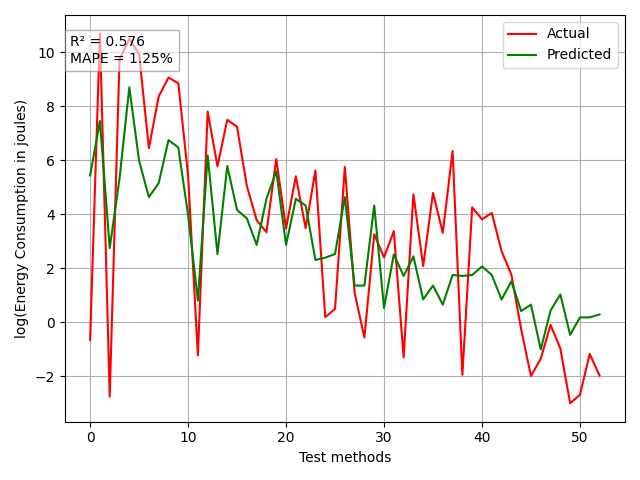 R² = 0.576
MAPE = 1.25%
Actual
Predicted
log(Energy Consumption in joules)
10
8
6
4
2
0
−2
0
10
20
30
40
50
Test methods